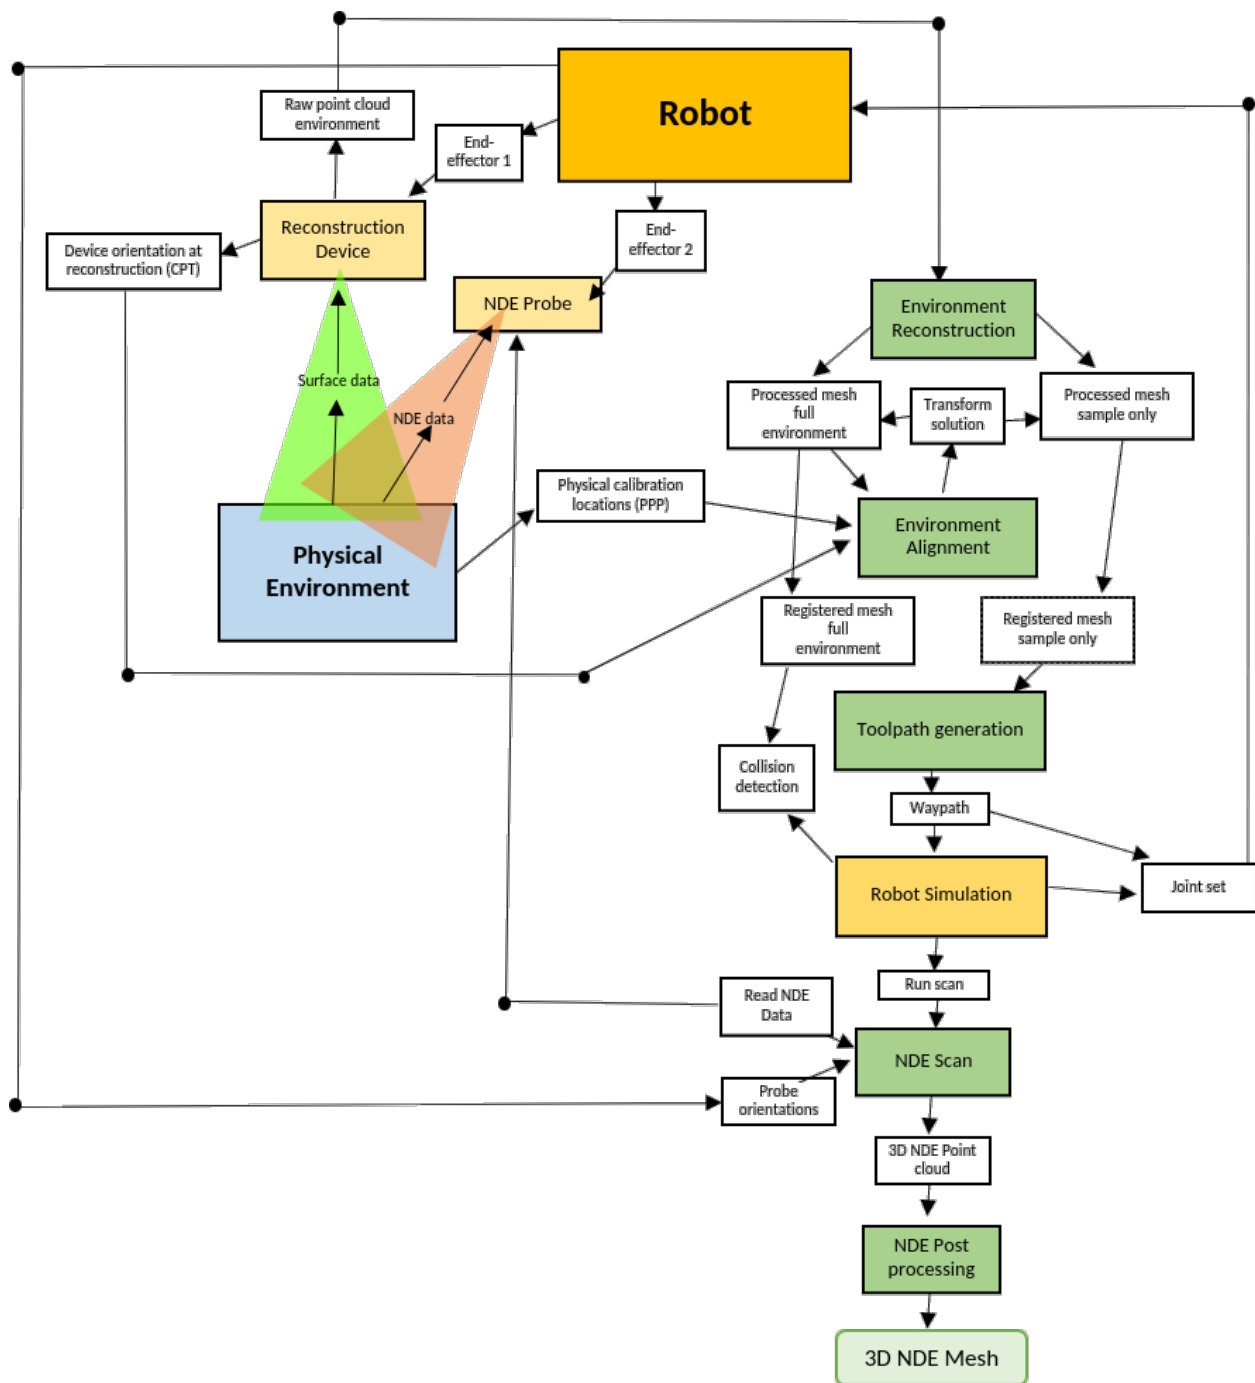 Raw point cloud
environment
Robot
End-
effector 1
Reconstruction
Device
End-
effector 2
Device orientation at
reconstruction (CPT)
NDE Probe
Environment
Reconstruction
Surface data
NDE data
Processed mesh
full
environment
Transform
solution
Processed mesh
sample only
Physical calibration
locations (PPP)
Environment
Alignment
Physical
Environment
Registered mesh
full
environment
Registered mesh
sample only
Toolpath generation
Collision
detection
Waypath
Robot Simulation
Joint set
Run scan
Read NDE
Data
NDE Scan
Probe
orientations
3D NDE Point
cloud
NDE Post
processing
3D NDE Mesh